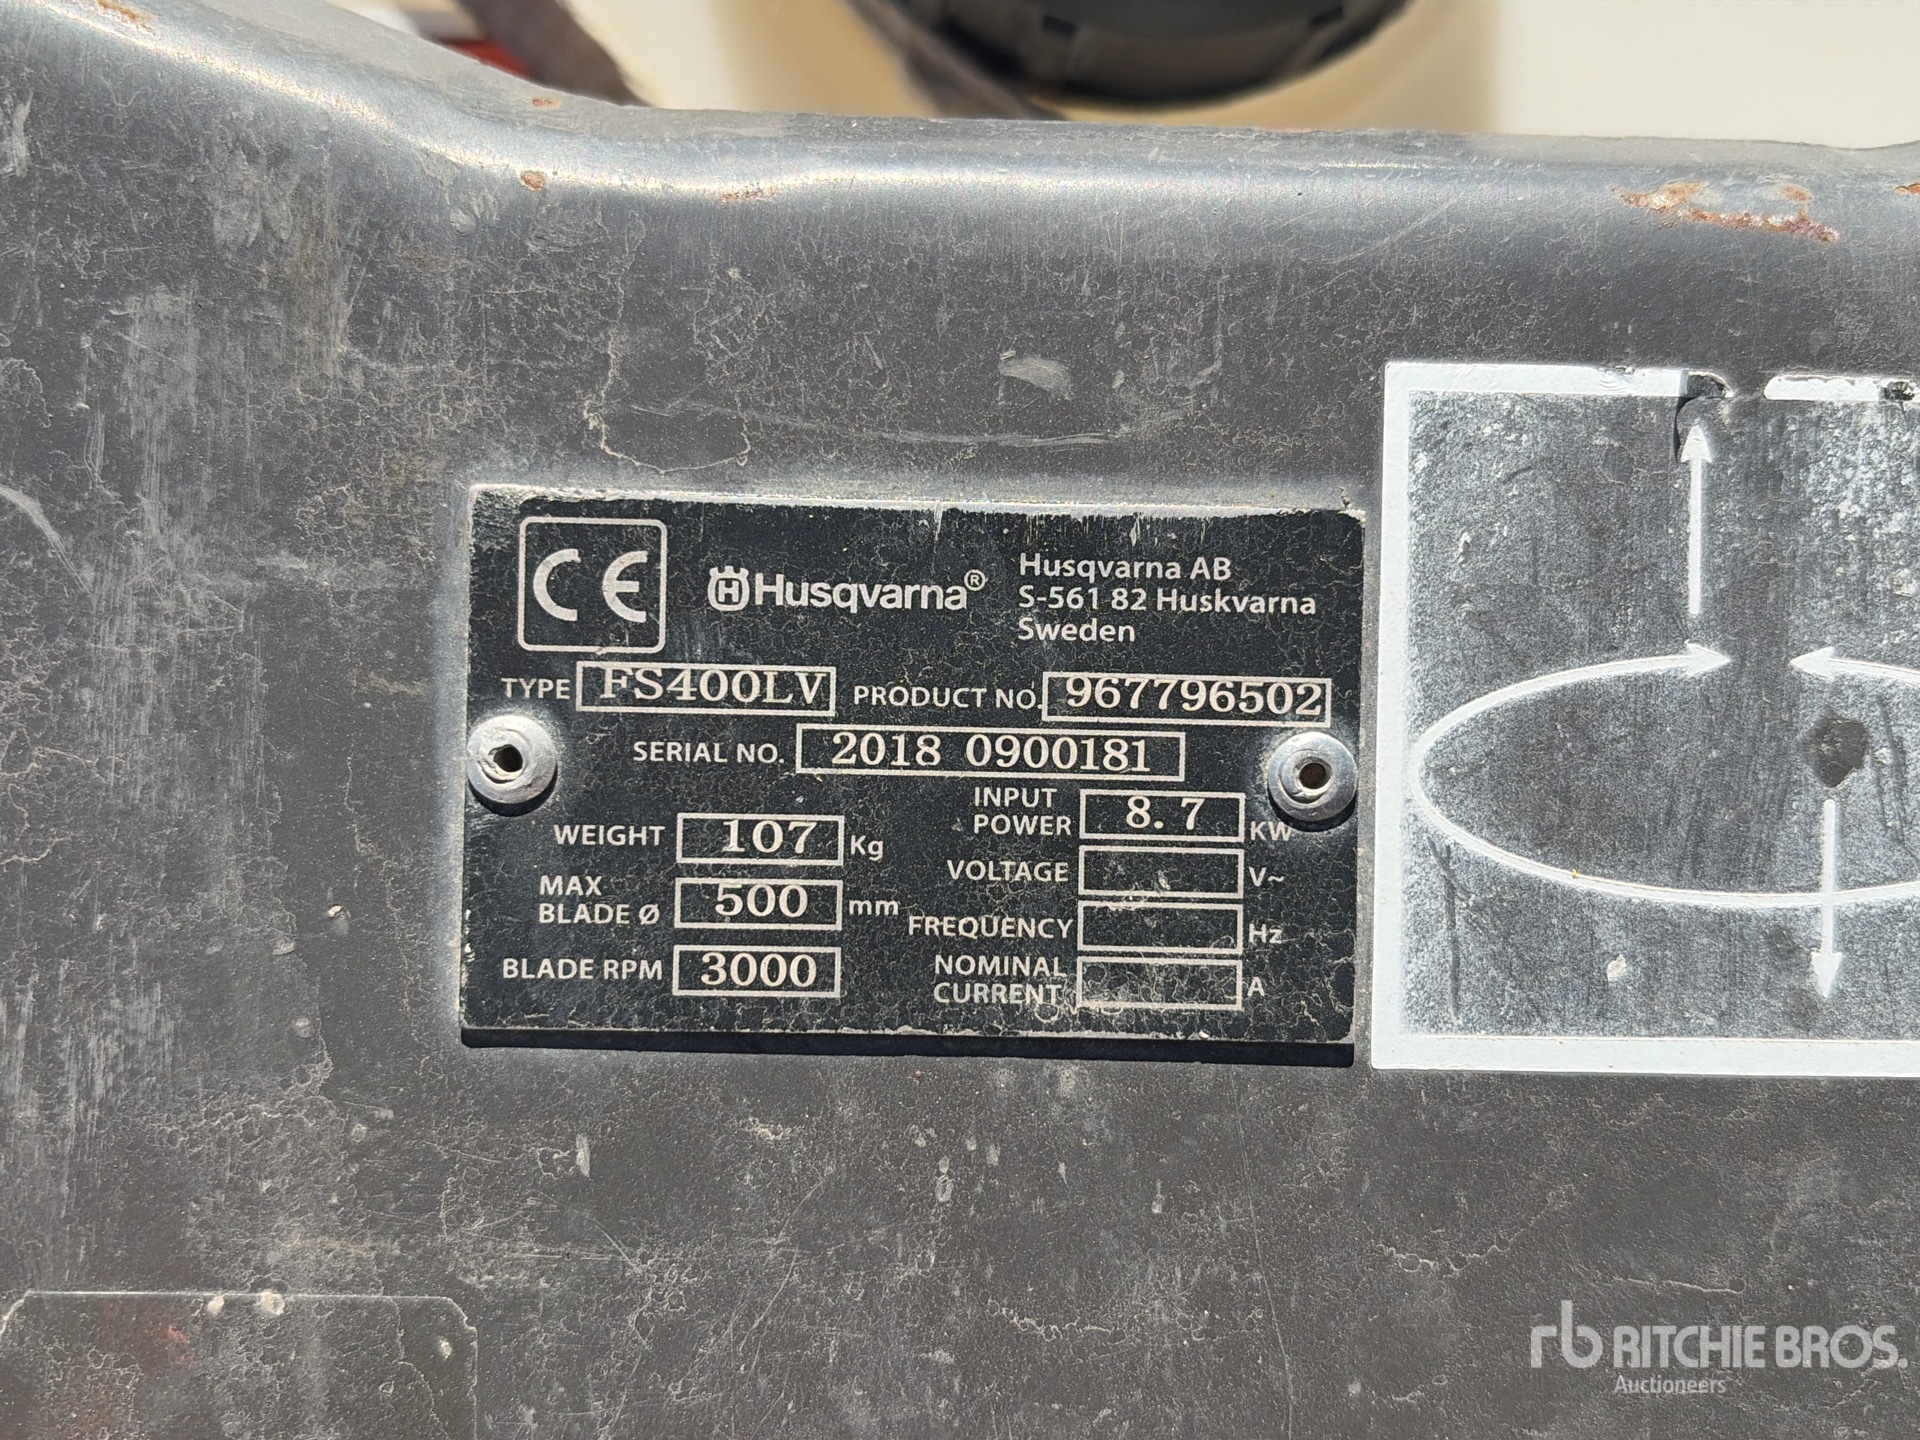 CE
Husqvarna®
Husqvarna AB
S-561 82 Huskvarna
Sweden
TYPE FS400LV PRODUCT NO. 967796502
SERIAL NO. 2018 0900181
WEIGHT 107 Kg
INPUT POWER 8.7 KW
MAX BLADE Ø 500 mm
VOLTAGE V~
FREQUENCY Hz
BLADE RPM 3000
NOMINAL CURRENT A
rb RITCHIE BROS.
Auctioneers